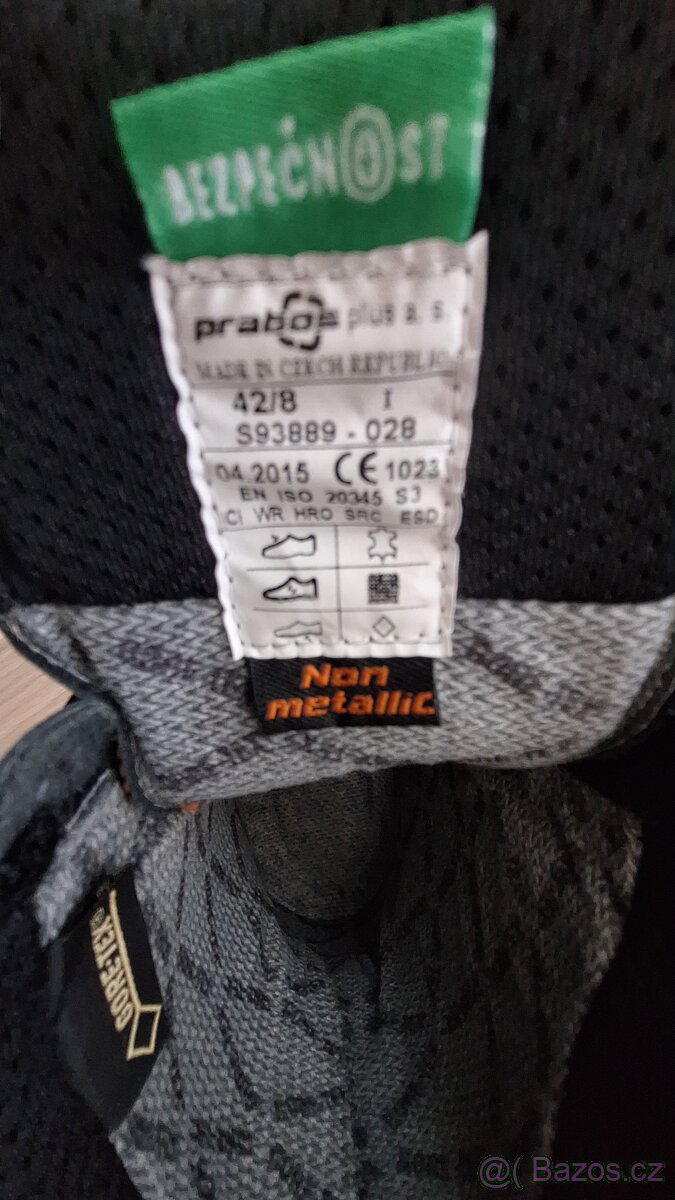 BEZPEČNOST
prabos plus a. s.
MADE IN CZECH REPUBLIC
42/8 I
S93889 - 028
04.2015 CE 1023
EN ISO 20345 S3
CI WR HRO SRC ESD
Non
metallic
GORE-TEX®
@( Bazos.cz